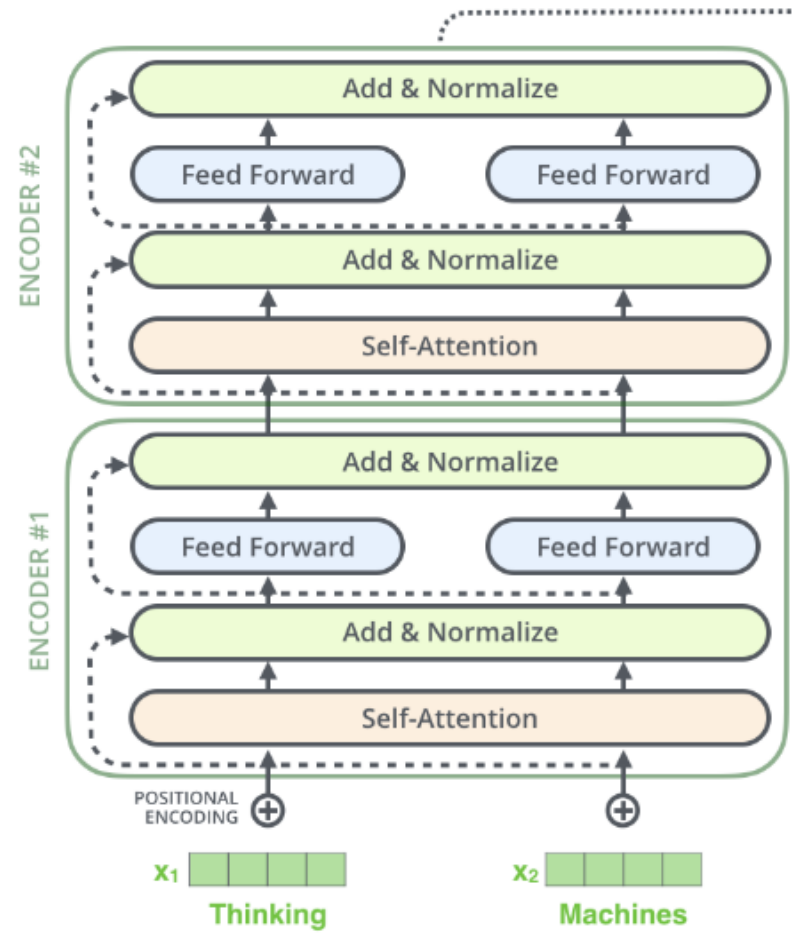 ENCODER #2
Add & Normalize
Feed Forward Feed Forward
Add & Normalize
Self-Attention
ENCODER #1
Add & Normalize
Feed Forward Feed Forward
Add & Normalize
Self-Attention
POSITIONAL
ENCODING
x₁ x₂
Thinking Machines